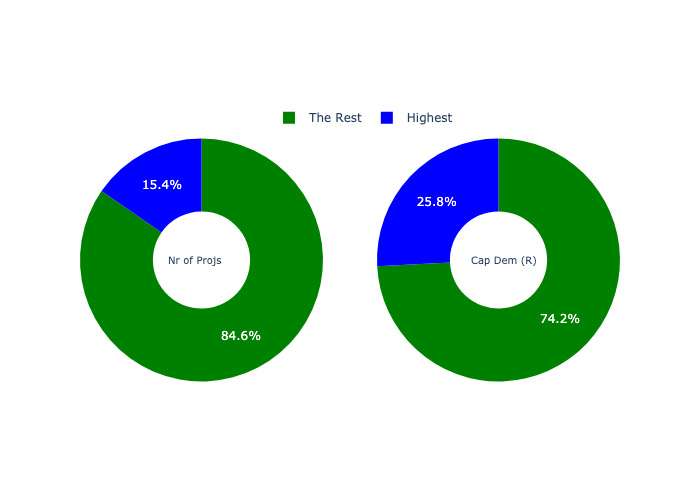 The Rest
Highest
15.4%
84.6%
Nr of Projs
25.8%
74.2%
Cap Dem (R)